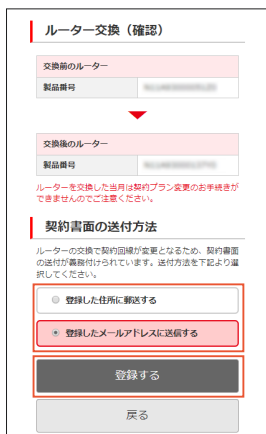 ルーター交換（確認）
交換前のルーター
製品番号
交換後のルーター
製品番号
ルーターを交換した当月は契約プラン変更のお手続きが
できませんのでご注意ください。
契約書面の送付方法
ルーターの交換で契約回線が変更となるため、契約書面
の送付が義務付けられています。送付方法を下記より選
択してください。
登録した住所に郵送する
登録したメールアドレスに送信する
登録する
戻る